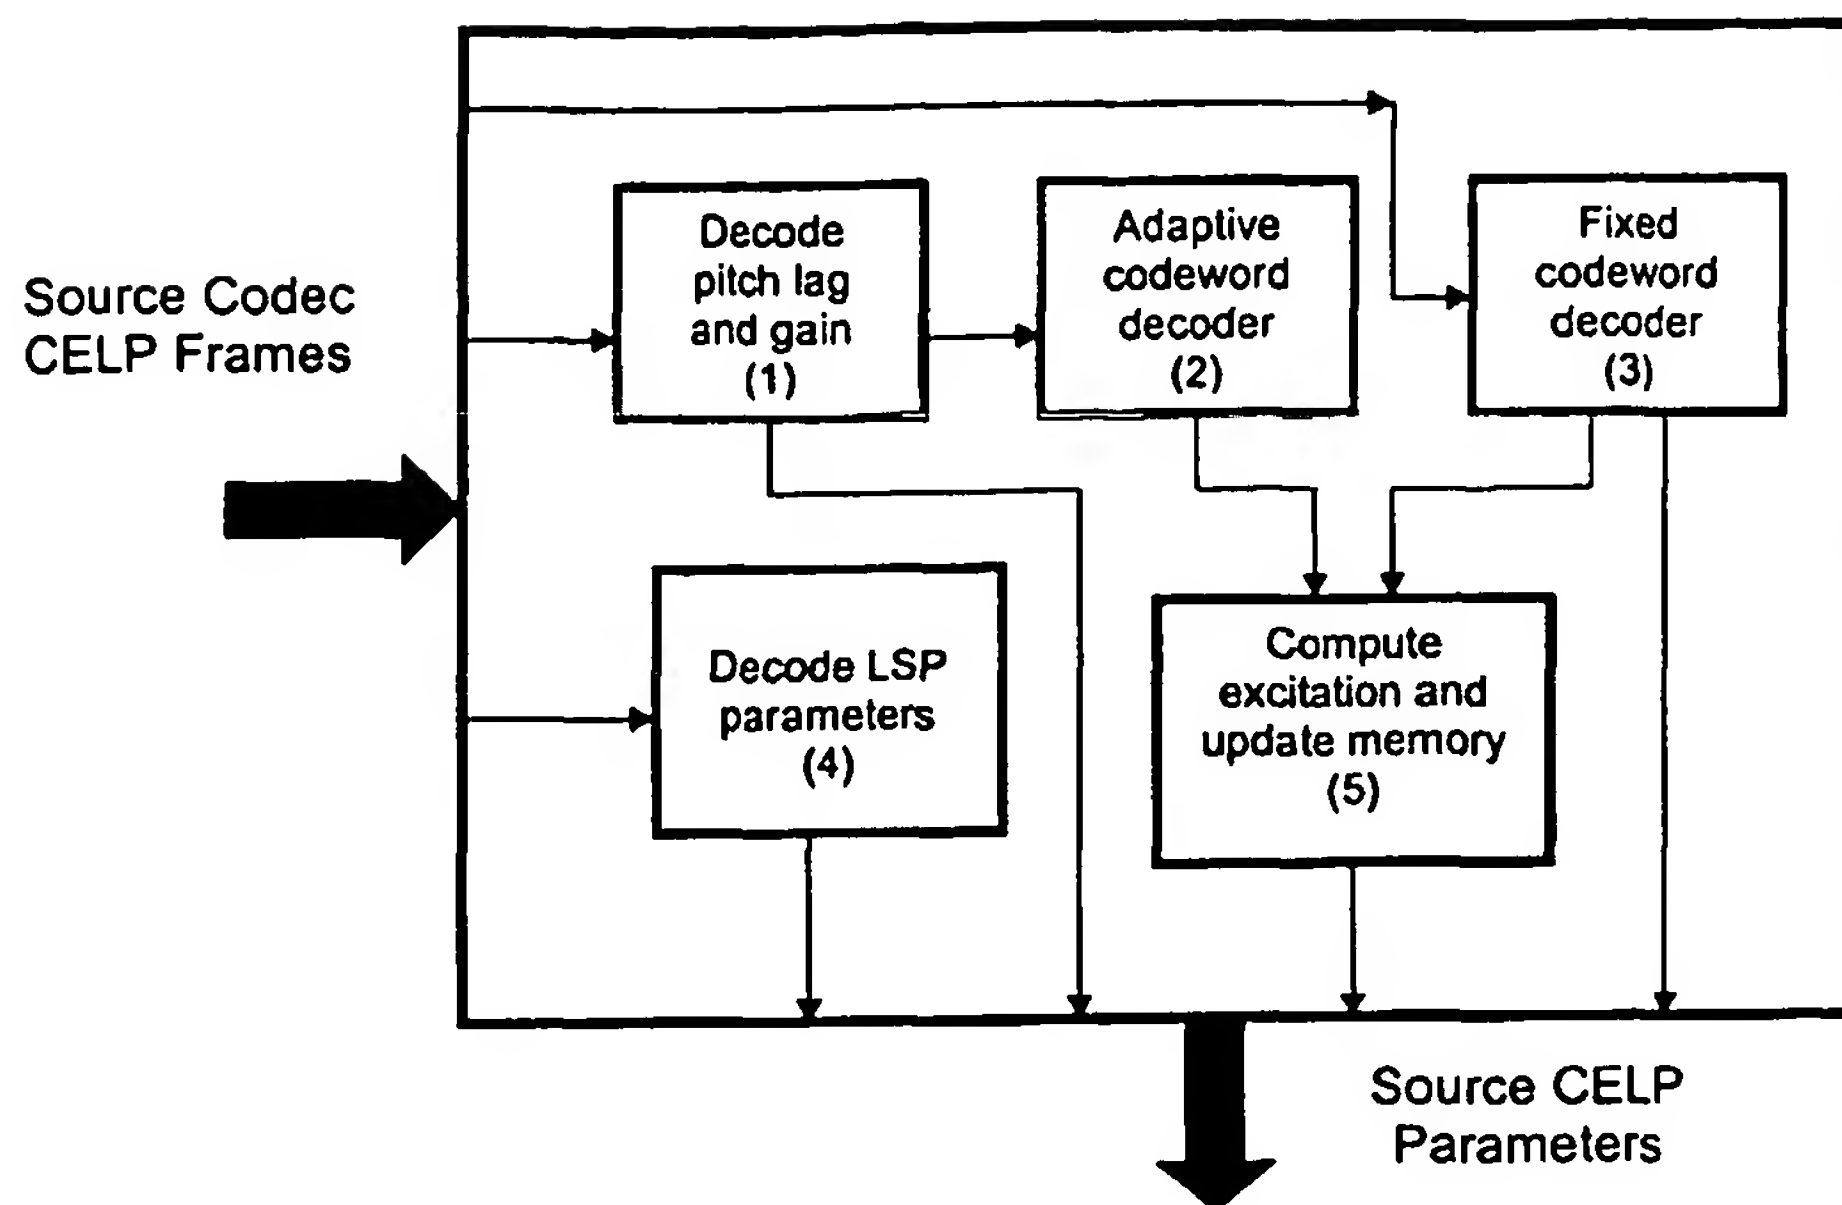 Source Codec
CELP Frames
Decode
pitch lag
and gain
(1)
Adaptive
codeword
decoder
(2)
Fixed
codeword
decoder
(3)
Decode LSP
parameters
(4)
Compute
excitation and
update memory
(5)
Source CELP
Parameters